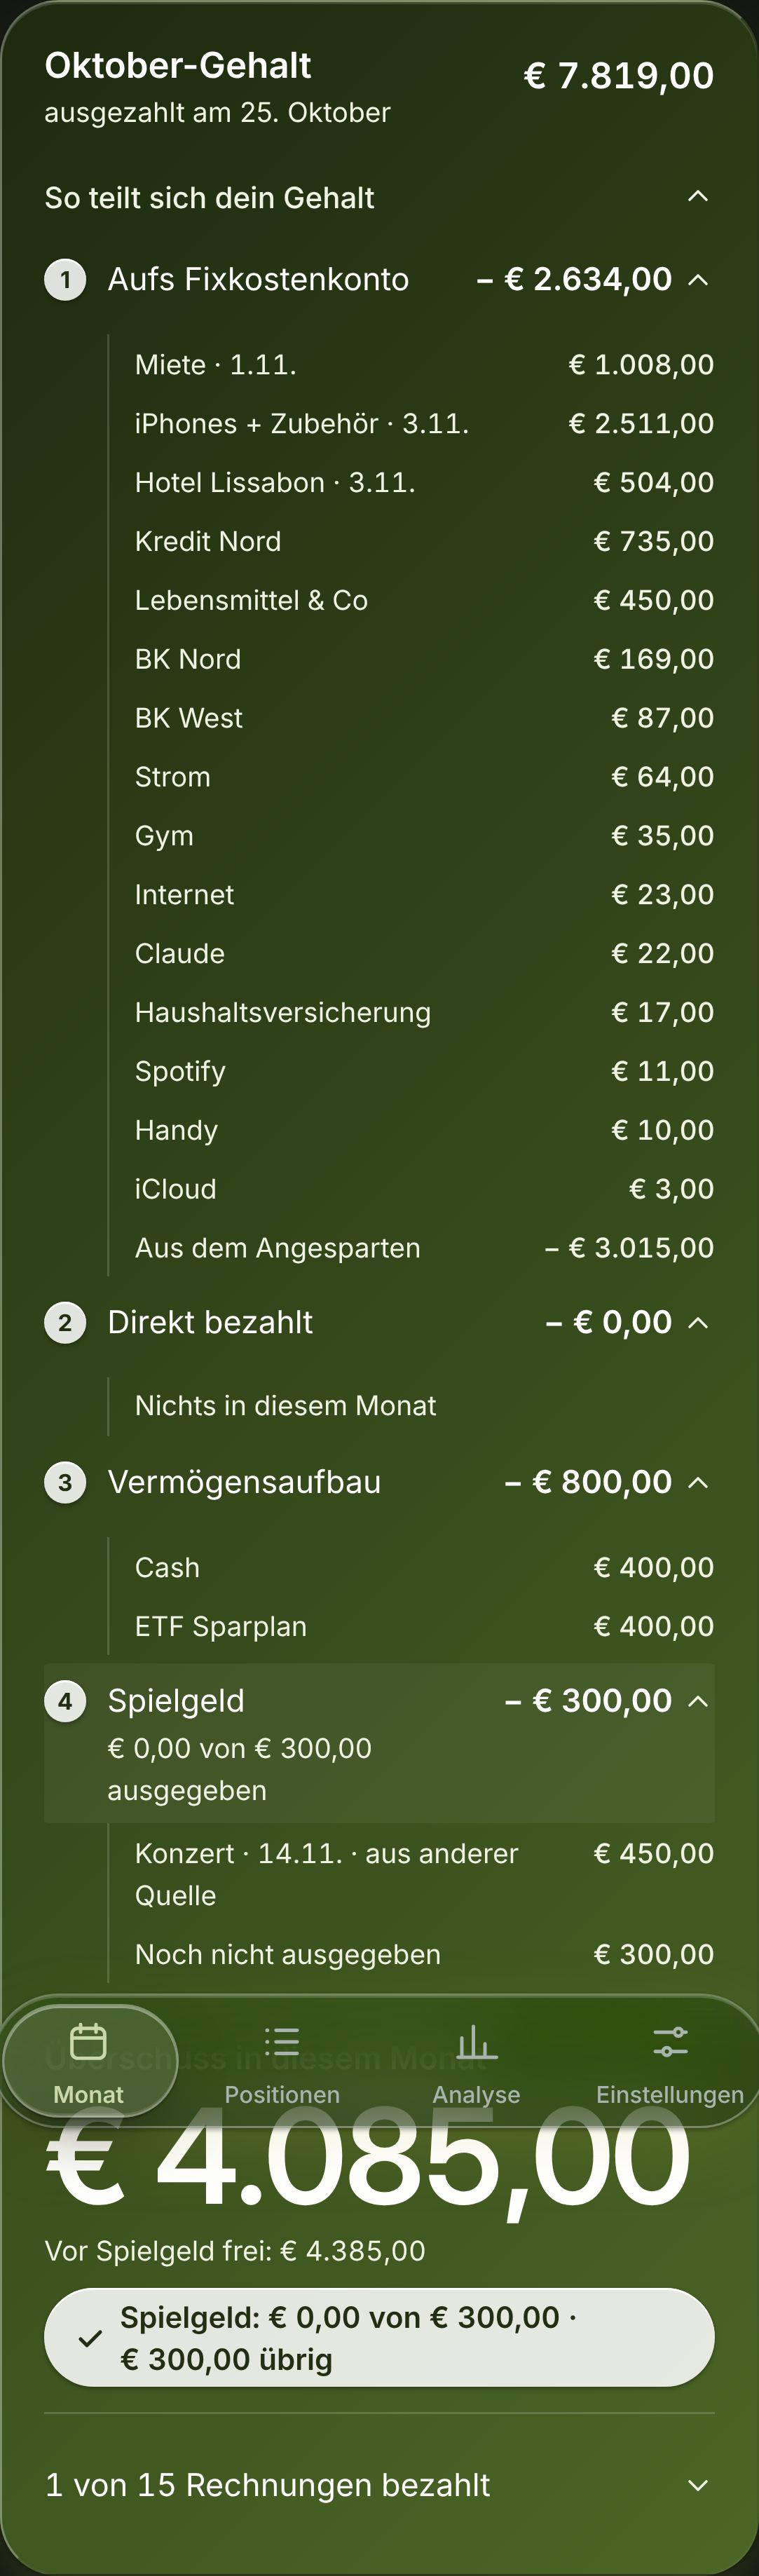 Oktober-Gehalt
€ 7.819,00
ausgezahlt am 25. Oktober
So teilt sich dein Gehalt
1 Aufs Fixkostenkonto – € 2.634,00
Miete · 1.11. € 1.008,00
iPhones + Zubehör · 3.11. € 2.511,00
Hotel Lissabon · 3.11. € 504,00
Kredit Nord € 735,00
Lebensmittel & Co € 450,00
BK Nord € 169,00
BK West € 87,00
Strom € 64,00
Gym € 35,00
Internet € 23,00
Claude € 22,00
Haushaltsversicherung € 17,00
Spotify € 11,00
Handy € 10,00
iCloud € 3,00
Aus dem Angesparten – € 3.015,00
2 Direkt bezahlt – € 0,00
Nichts in diesem Monat
3 Vermögensaufbau – € 800,00
Cash € 400,00
ETF Sparplan € 400,00
4 Spielgeld – € 300,00
€ 0,00 von € 300,00
ausgegeben
Konzert · 14.11. · aus anderer € 450,00
Quelle
Noch nicht ausgegeben € 300,00
Überschuss in diesem Monat
Monat Positionen Analyse Einstellungen
€ 4.085,00
Vor Spielgeld frei: € 4.385,00
Spielgeld: € 0,00 von € 300,00 ·
€ 300,00 übrig
1 von 15 Rechnungen bezahlt